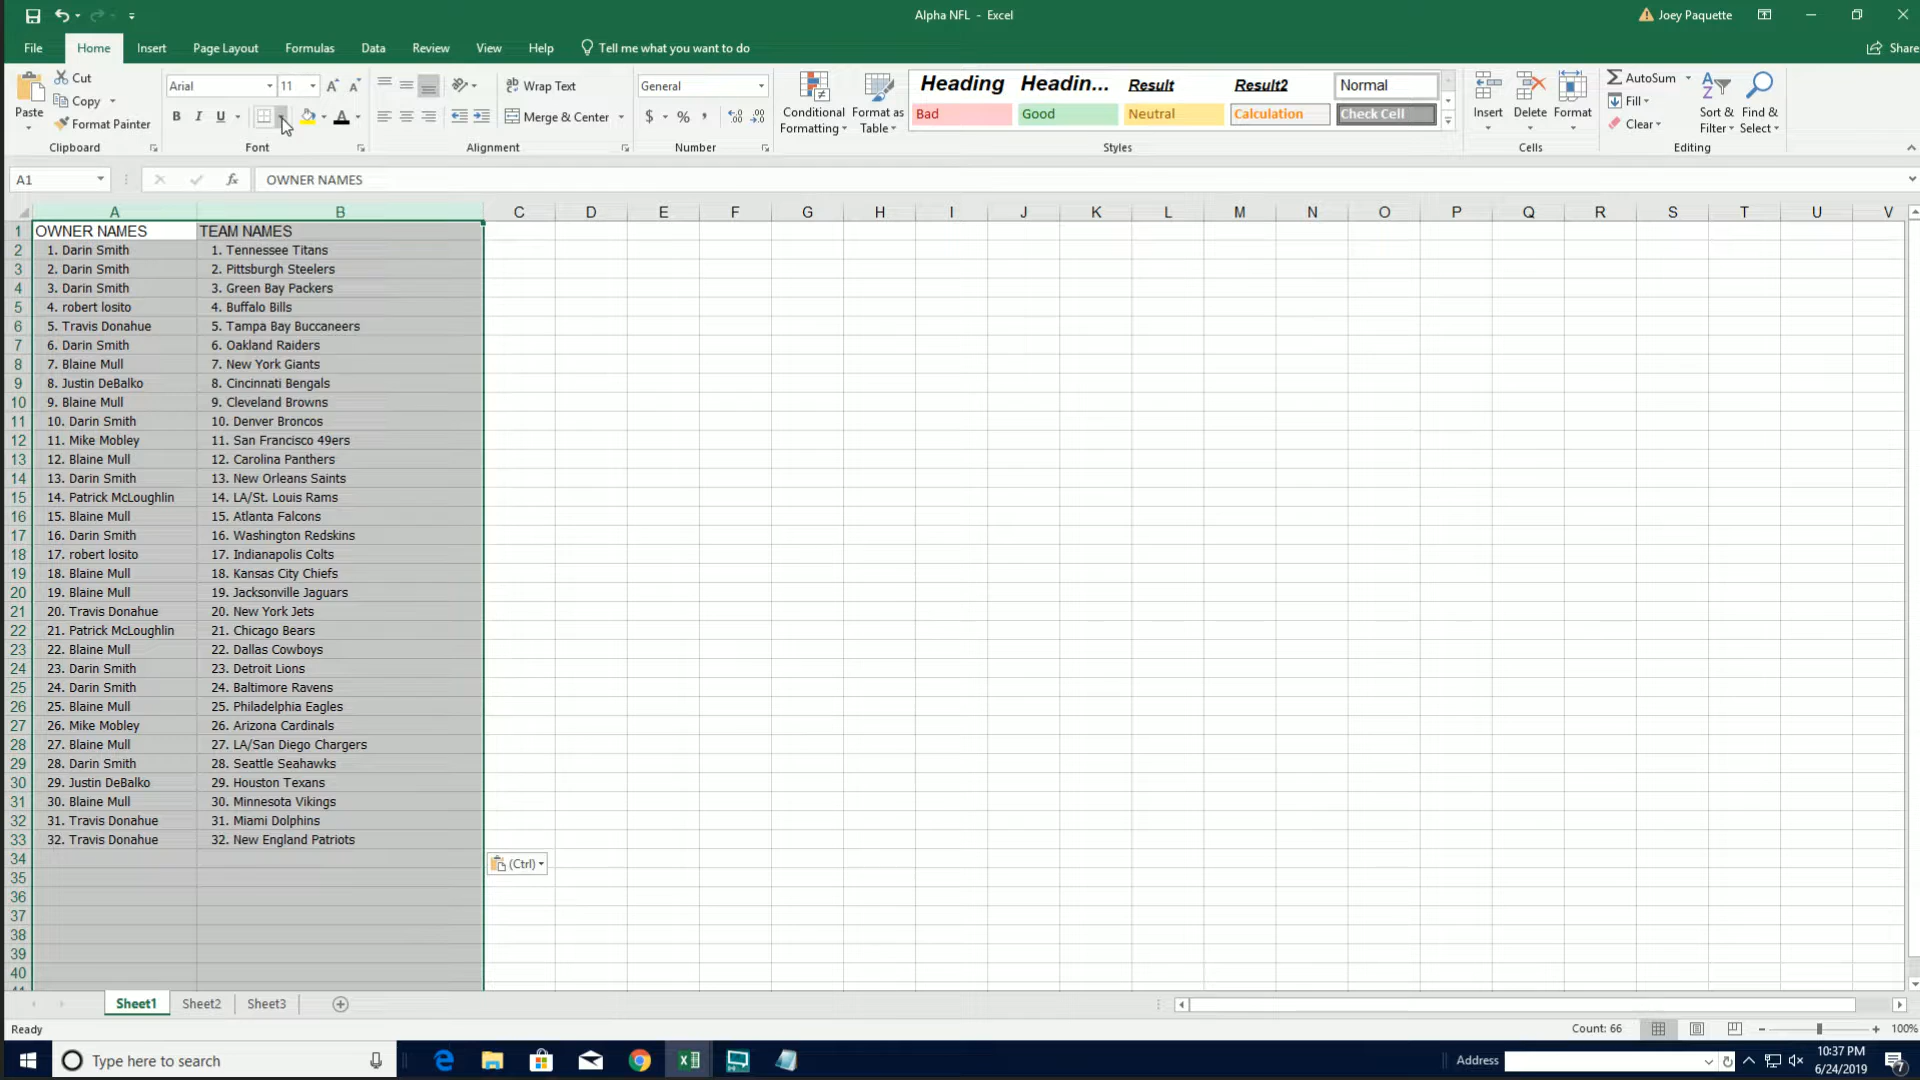 Alpha NFL - Excel
Joey Paquette
File Home Insert Page Layout Formulas Data Review View Help Tell me what you want to do
Share
Paste
Cut
Copy
Format Painter
Clipboard
Arial 11
B I U
Font
Wrap Text
Merge & Center
Alignment
General
$ % ,
Number
Conditional Formatting
Format as Table
Heading Headin... Result Result2 Normal
Bad Good Neutral Calculation Check Cell
Styles
Insert Delete Format
Cells
AutoSum
Fill
Clear
Sort & Filter
Find & Select
Editing
A1 fx OWNER NAMES
A B C D E F G H I J K L M N O P Q R S T U V
1 OWNER NAMES TEAM NAMES
2 1. Darin Smith 1. Tennessee Titans
3 2. Darin Smith 2. Pittsburgh Steelers
4 3. Darin Smith 3. Green Bay Packers
5 4. robert losito 4. Buffalo Bills
6 5. Travis Donahue 5. Tampa Bay Buccaneers
7 6. Darin Smith 6. Oakland Raiders
8 7. Blaine Mull 7. New York Giants
9 8. Justin DeBalko 8. Cincinnati Bengals
10 9. Blaine Mull 9. Cleveland Browns
11 10. Darin Smith 10. Denver Broncos
12 11. Mike Mobley 11. San Francisco 49ers
13 12. Blaine Mull 12. Carolina Panthers
14 13. Darin Smith 13. New Orleans Saints
15 14. Patrick McLoughlin 14. LA/St. Louis Rams
16 15. Blaine Mull 15. Atlanta Falcons
17 16. Darin Smith 16. Washington Redskins
18 17. robert losito 17. Indianapolis Colts
19 18. Blaine Mull 18. Kansas City Chiefs
20 19. Blaine Mull 19. Jacksonville Jaguars
21 20. Travis Donahue 20. New York Jets
22 21. Patrick McLoughlin 21. Chicago Bears
23 22. Blaine Mull 22. Dallas Cowboys
24 23. Darin Smith 23. Detroit Lions
25 24. Darin Smith 24. Baltimore Ravens
26 25. Blaine Mull 25. Philadelphia Eagles
27 26. Mike Mobley 26. Arizona Cardinals
28 27. Blaine Mull 27. LA/San Diego Chargers
29 28. Darin Smith 28. Seattle Seahawks
30 29. Justin DeBalko 29. Houston Texans
31 30. Blaine Mull 30. Minnesota Vikings
32 31. Travis Donahue 31. Miami Dolphins
33 32. Travis Donahue 32. New England Patriots
34 (Ctrl)
35
36
37
38
39
40
Sheet1 Sheet2 Sheet3
Ready
Count: 66
100%
Type here to search
Address
10:37 PM
6/24/2019
7